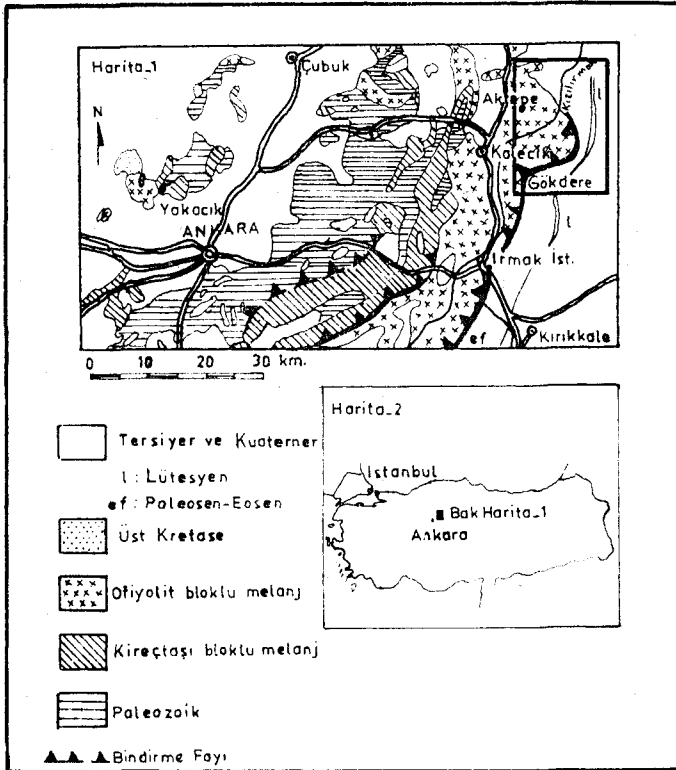 Harita_1
Çubuk
N
Aktepe
Kızılırmak
l
Kalecik
Gökdere
Yakacık
ANKARA
l
Irmak İst.
ef
Kırıkkale
0 10 20 30 km.
Tersiyer ve Kuaterner
l : Lütesyen
ef : Paleosen-Eosen
Üst Kretase
Ofiyolit bloklu melanj
Kireçtaşı bloklu melanj
Paleozoik
Bindirme Fayı
Harita_2
İstanbul
Bak Harita_1
Ankara